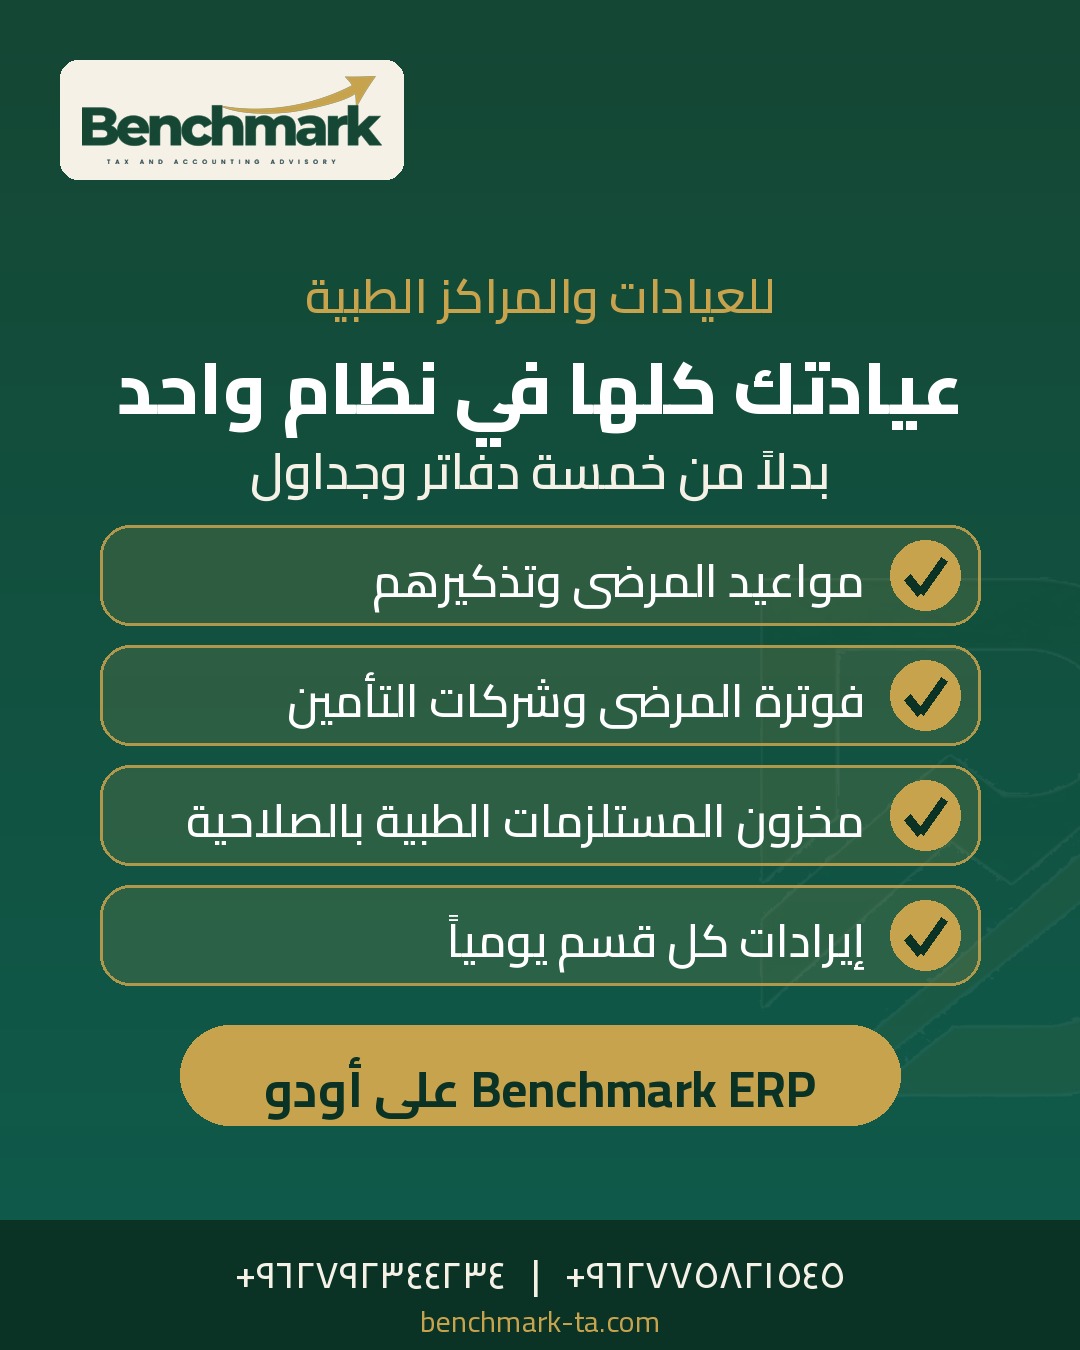 Benchmark
TAX AND ACCOUNTING ADVISORY
للعيادات والمراكز الطبية
عيادتك كلها في نظام واحد
بدلاً من خمسة دفاتر وجداول
مواعيد المرضى وتذكيرهم
فوترة المرضى وشركات التأمين
مخزون المستلزمات الطبية بالصلاحية
إيرادات كل قسم يومياً
Benchmark ERP على أودو
+٩٦٢٧٩٢٣٤٤٢٣٤ | +٩٦٢٧٧٥٨٢١٥٤٥
benchmark-ta.com